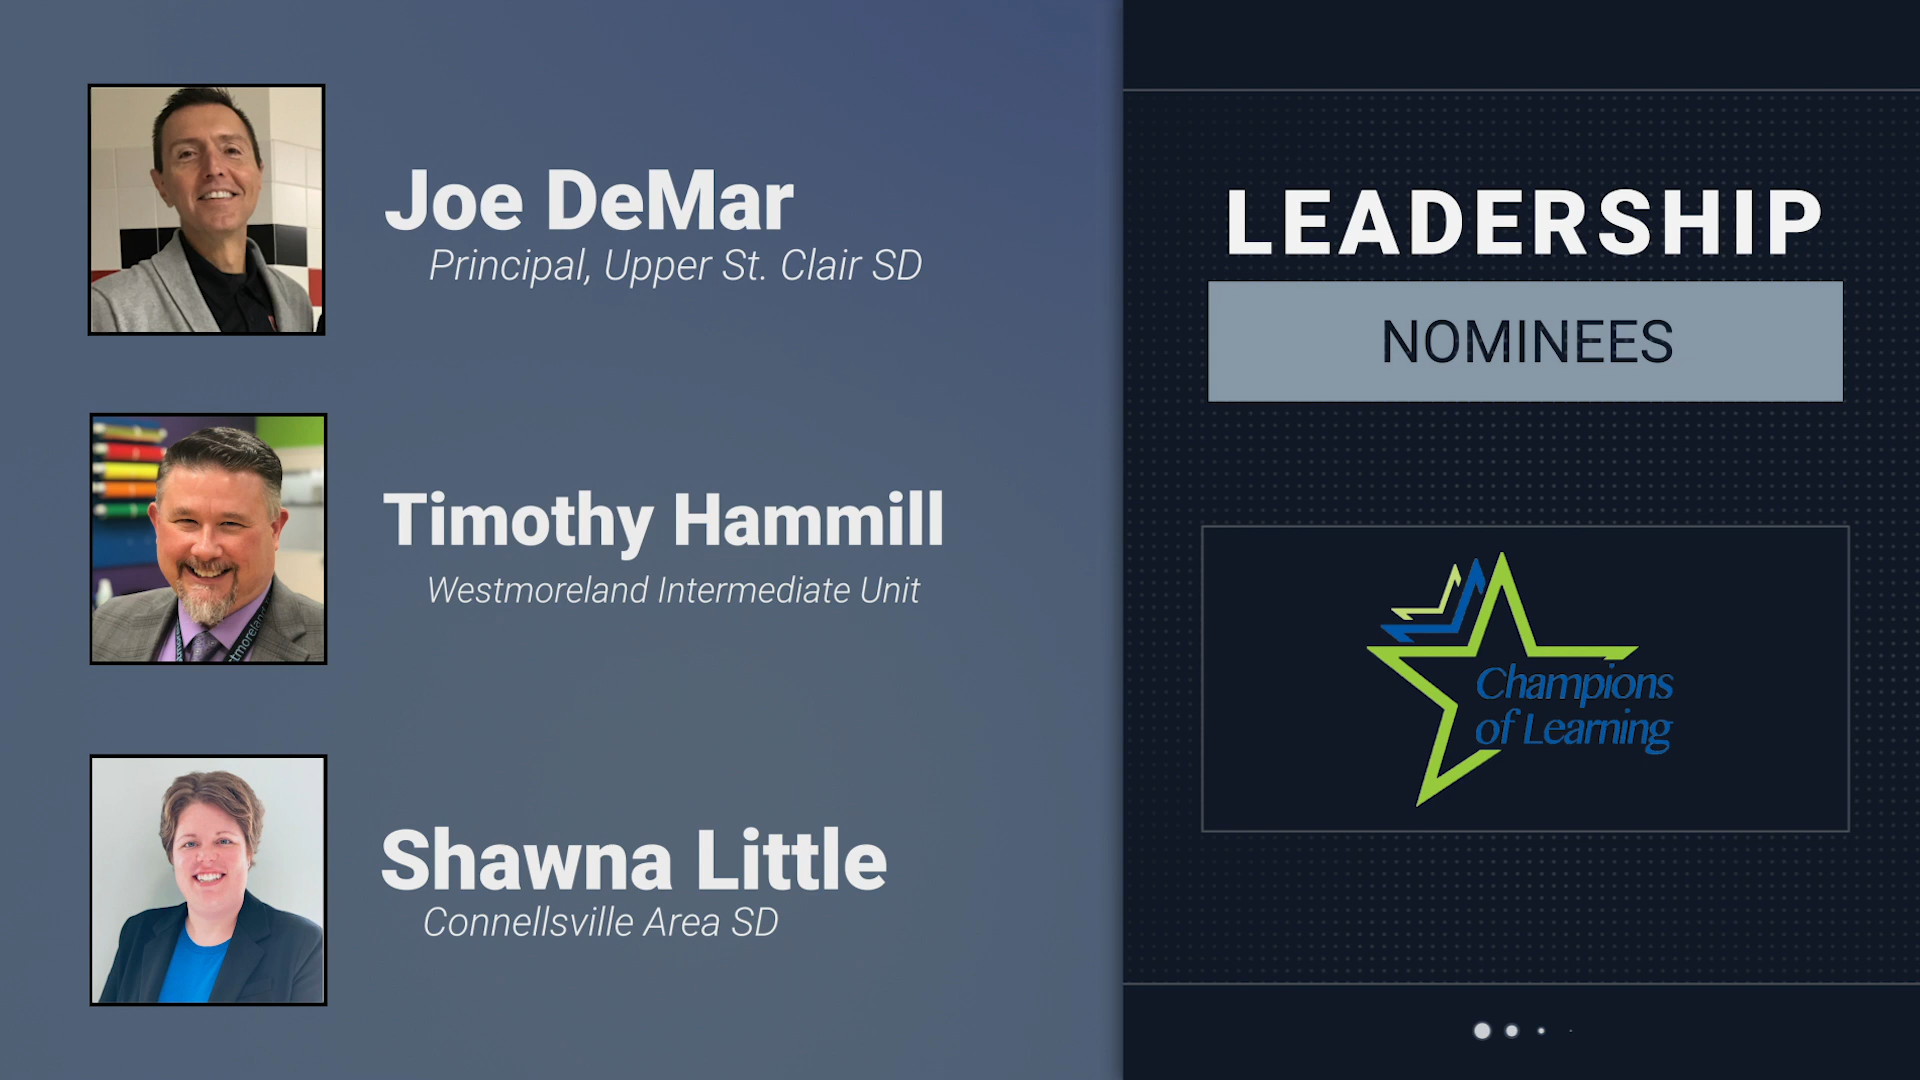 Joe DeMar
Principal, Upper St. Clair SD
Timothy Hammill
Westmoreland Intermediate Unit
Shawna Little
Connellsville Area SD
LEADERSHIP
NOMINEES
Champions
of Learning